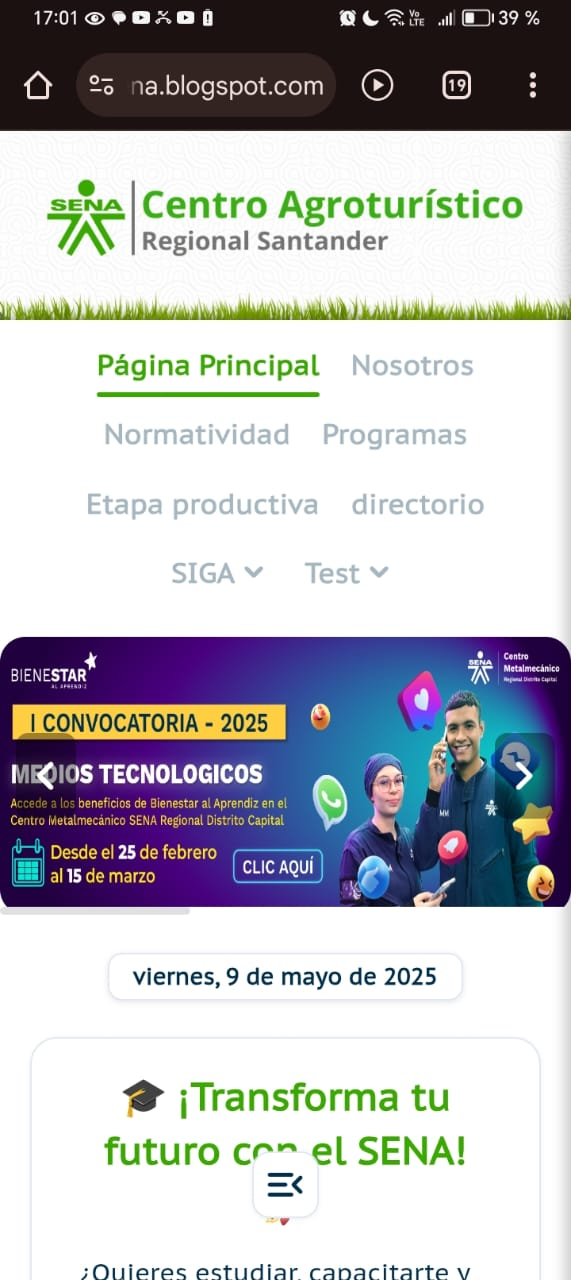 17:01
Vo
LTE
39 %
na.blogspot.com
19
SENA
Centro Agroturístico
Regional Santander
Página Principal Nosotros
Normatividad Programas
Etapa productiva directorio
SIGA Test
BIENESTAR
AL APRENDIZ
SENA
Centro
Metalmecánico
Regional Distrito Capital
I CONVOCATORIA - 2025
MEDIOS TECNOLOGICOS
Accede a los beneficios de Bienestar al Aprendiz en el
Centro Metalmecánico SENA Regional Distrito Capital
Desde el 25 de febrero
al 15 de marzo
CLIC AQUÍ
viernes, 9 de mayo de 2025
🎓 ¡Transforma tu
futuro con el SENA!
¿Quieres estudiar, capacitarte y